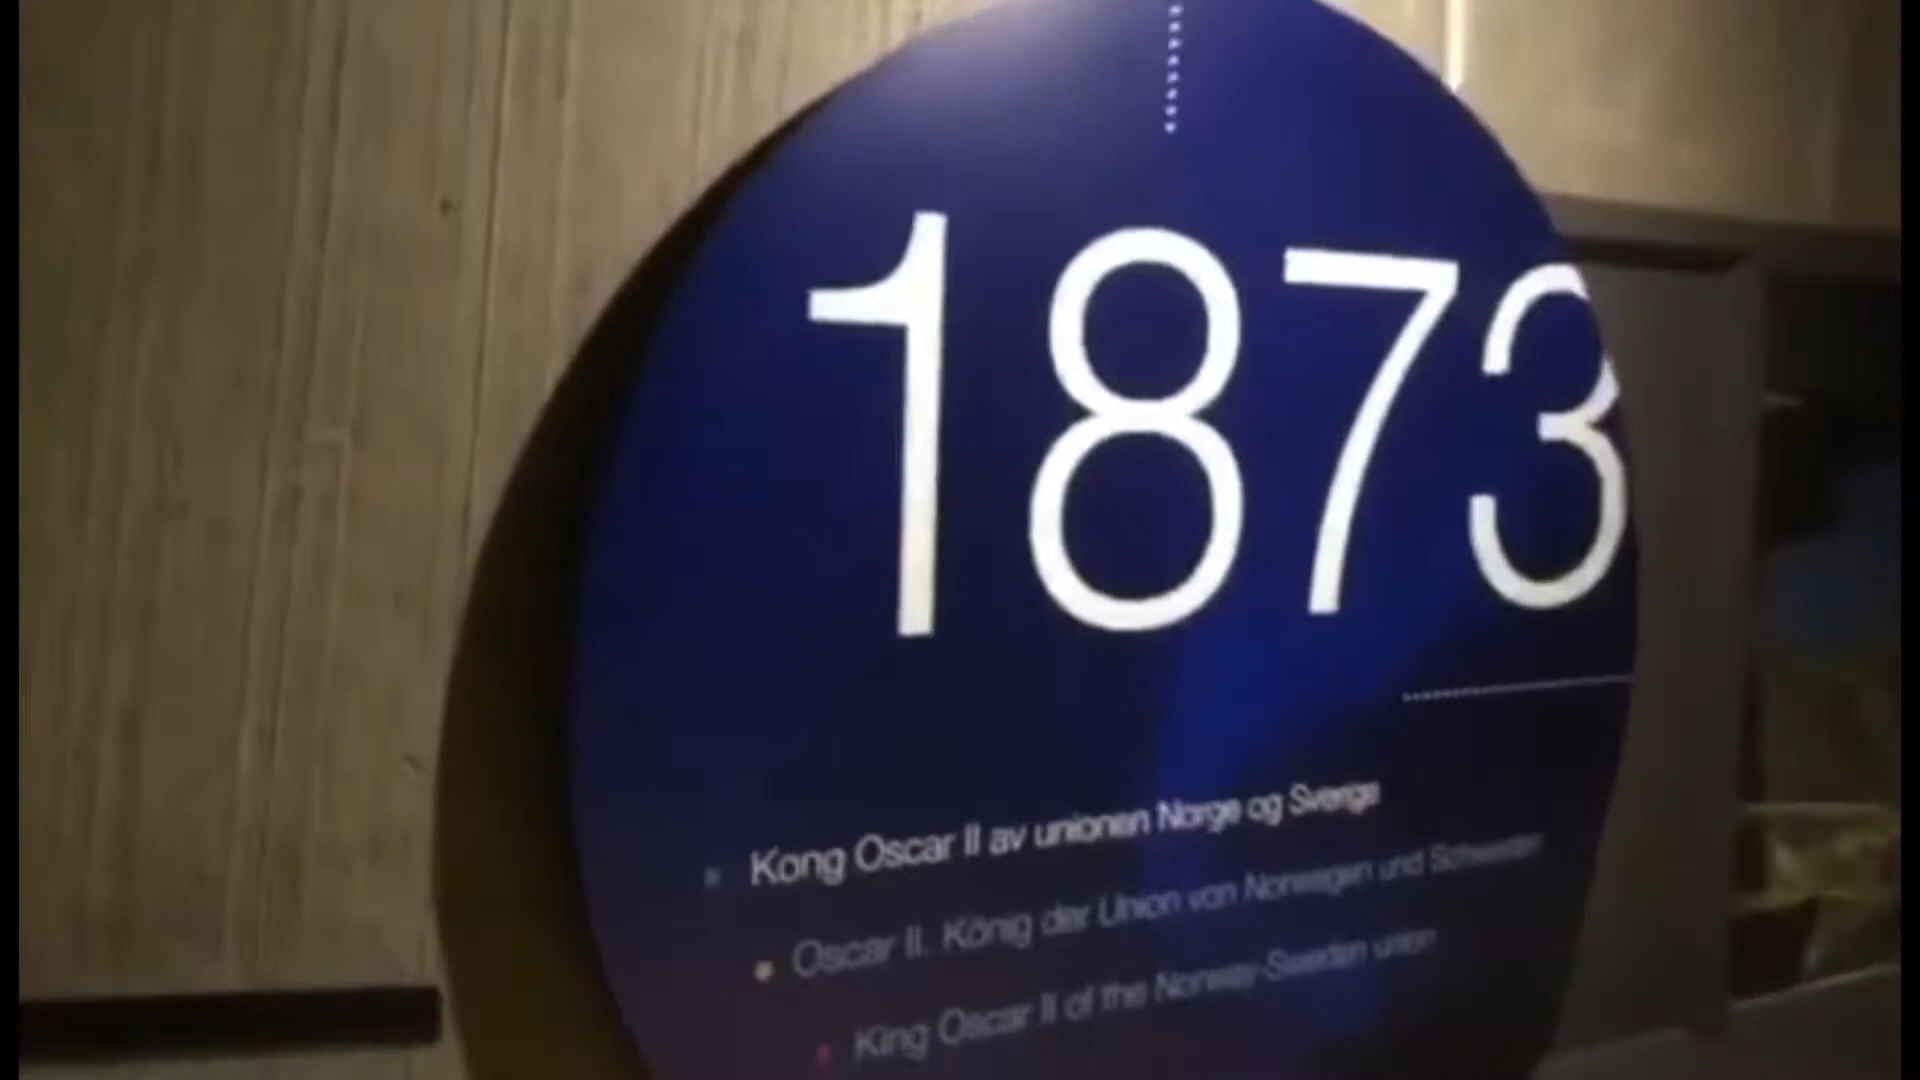 1873
Kong Oscar II av unionen Norge og Sverige
Oscar II. König der Union von Norwegen und Schweden
King Oscar II of the Norway-Sweden union